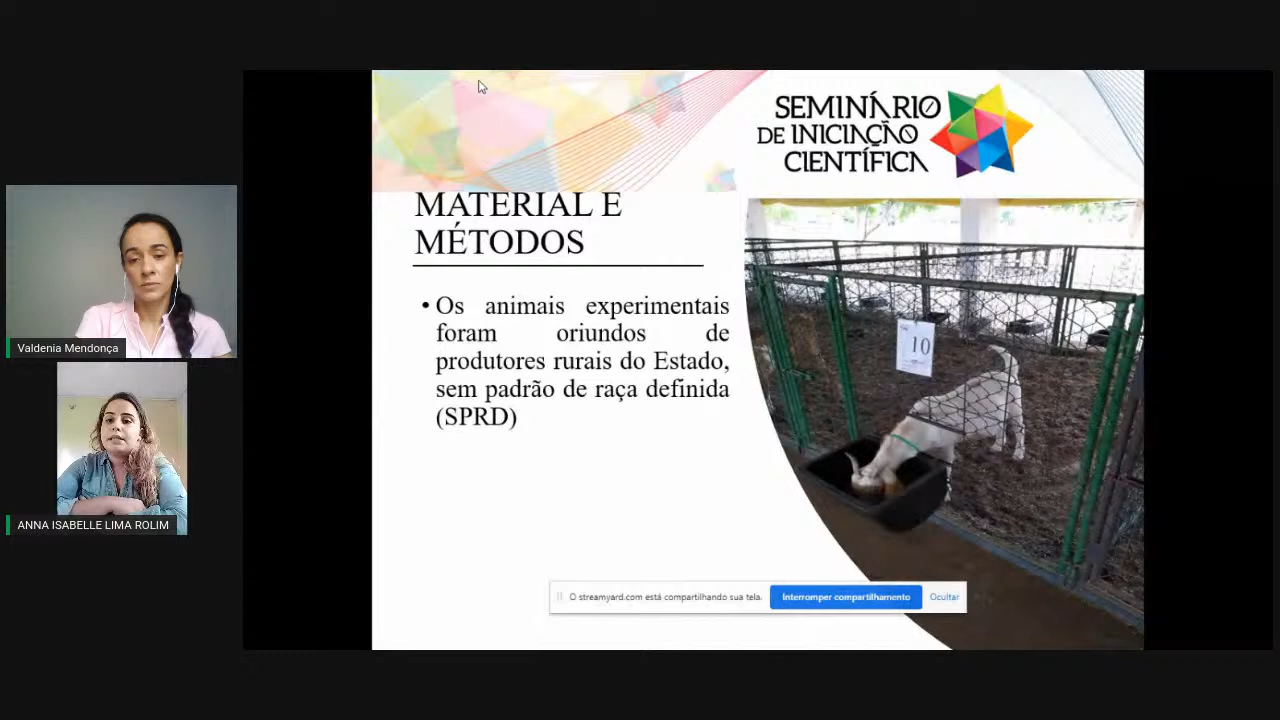 SEMINÁRIO
DE INICIAÇÃO
CIENTÍFICA
MATERIAL E
MÉTODOS
• Os animais experimentais
foram oriundos de
produtores rurais do Estado,
sem padrão de raça definida
(SPRD)
10
Valdenia Mendonça
ANNA ISABELLE LIMA ROLIM
O streamyard.com está compartilhando sua tela.
Interromper compartilhamento
Ocultar